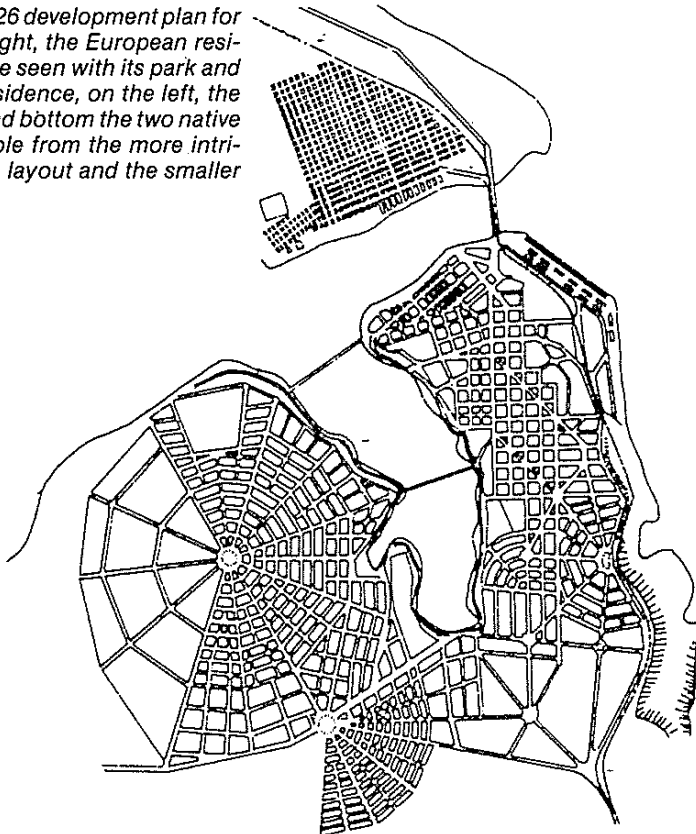 26 development plan for
ght, the European resi-
e seen with its park and
sidence, on the left, the
d bottom the two native
ble from the more intri-
layout and the smaller